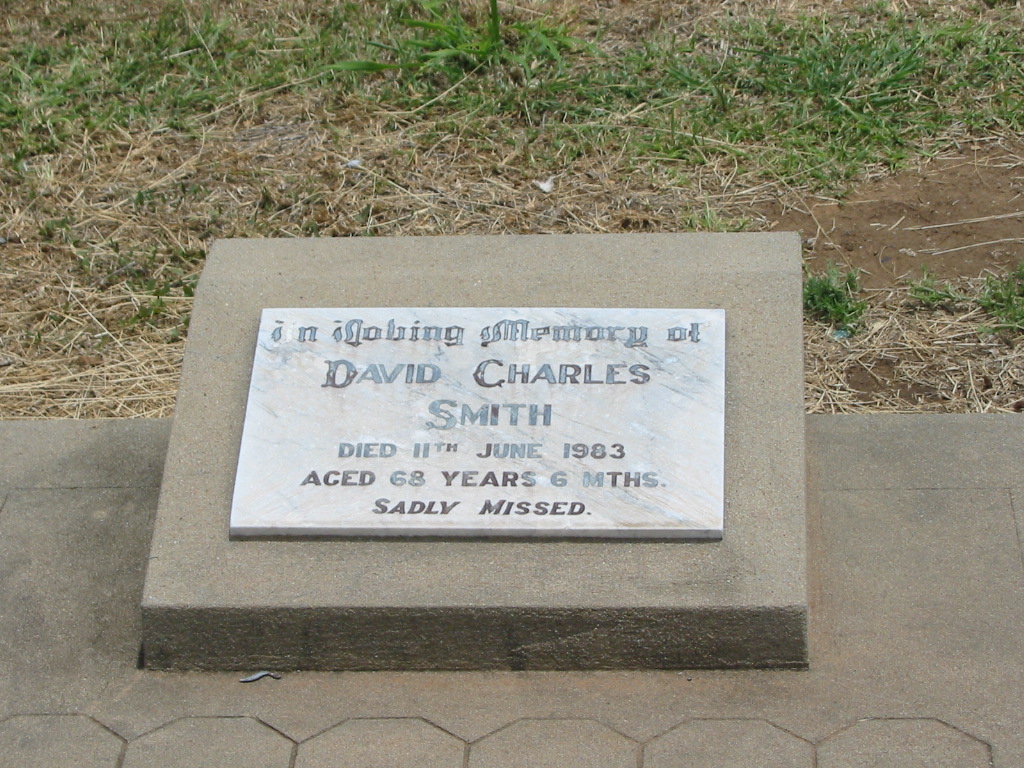 In Loving Memory of
DAVID CHARLES
SMITH
DIED 11TH JUNE 1983
AGED 68 YEARS 6 MTHS.
SADLY MISSED.